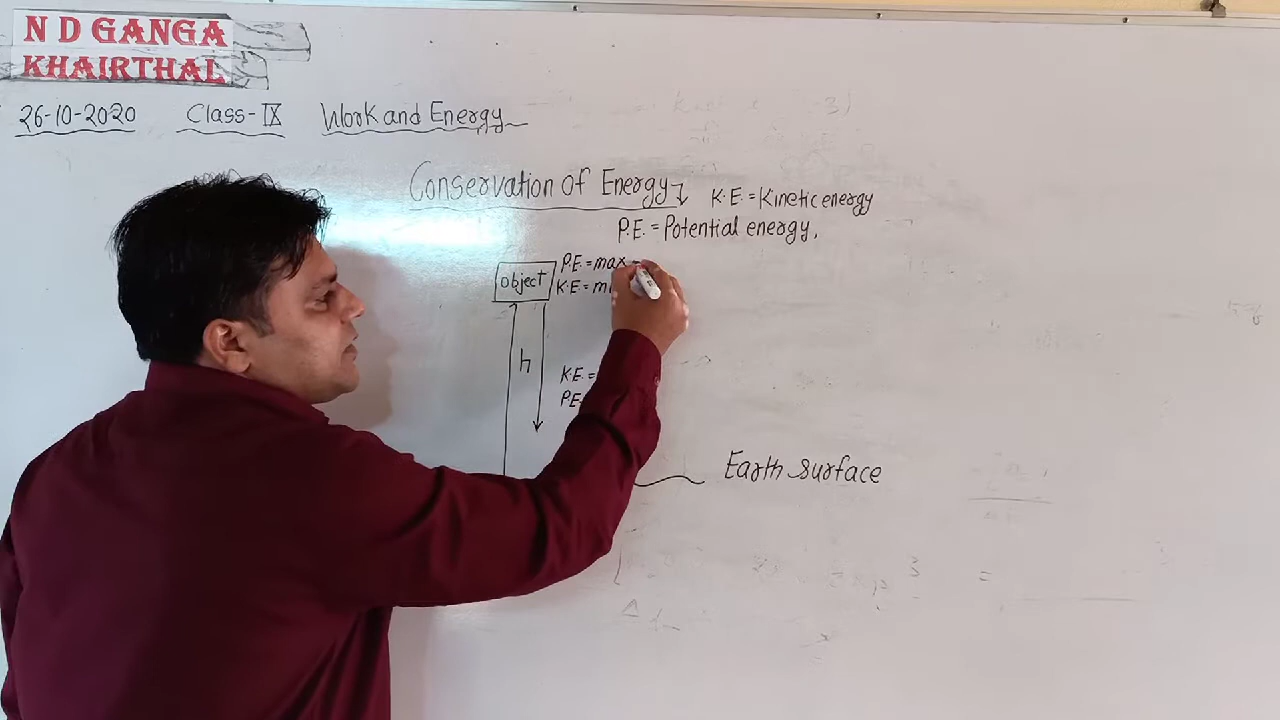 N D GANGA
KHAIRTHAL
26-10-2020 Class-IX Work and Energy
Conservation Of Energy K.E. = Kinetic energy
P.E. = Potential energy.
Object P.E. = max =
K.E = m
h
K.E. =
P.E.
Earth surface